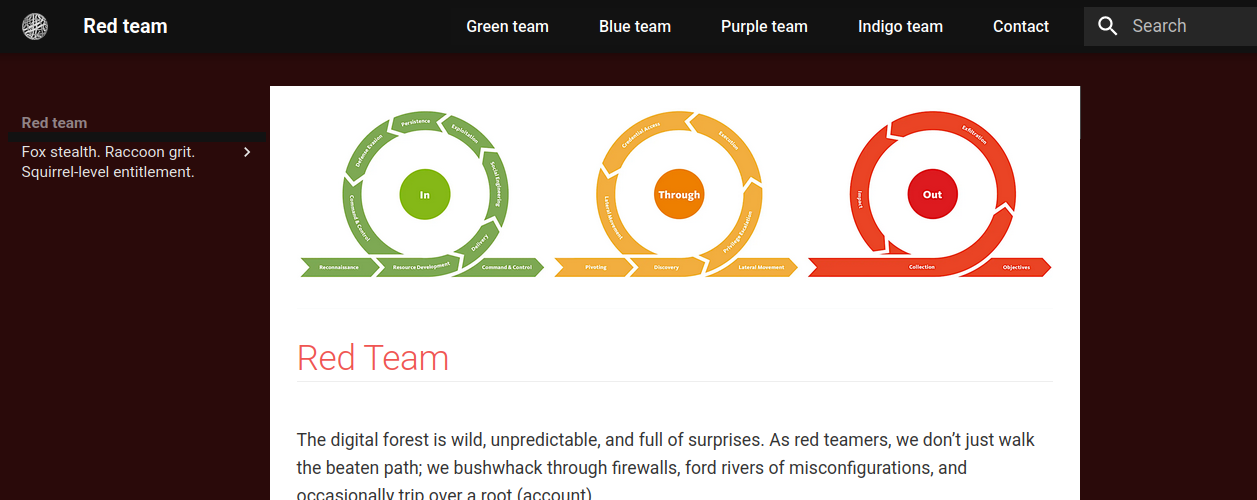 Red team
Green team
Blue team
Purple team
Indigo team
Contact
Search
Red team
Fox stealth. Raccoon grit.
Squirrel-level entitlement.
Persistence
Exploitation
Defense Evasion
Social Engineering
In
Command & Control
Delivery
Reconnaissance
Resource Development
Command & Control
Credential Access
Execution
Through
Lateral Movement
Privilege Escalation
Pivoting
Discovery
Lateral Movement
Exfiltration
Impact
Out
Collection
Objectives
Red Team
The digital forest is wild, unpredictable, and full of surprises. As red teamers, we don’t just walk
the beaten path; we bushwhack through firewalls, ford rivers of misconfigurations, and
occasionally trip over a root (account).